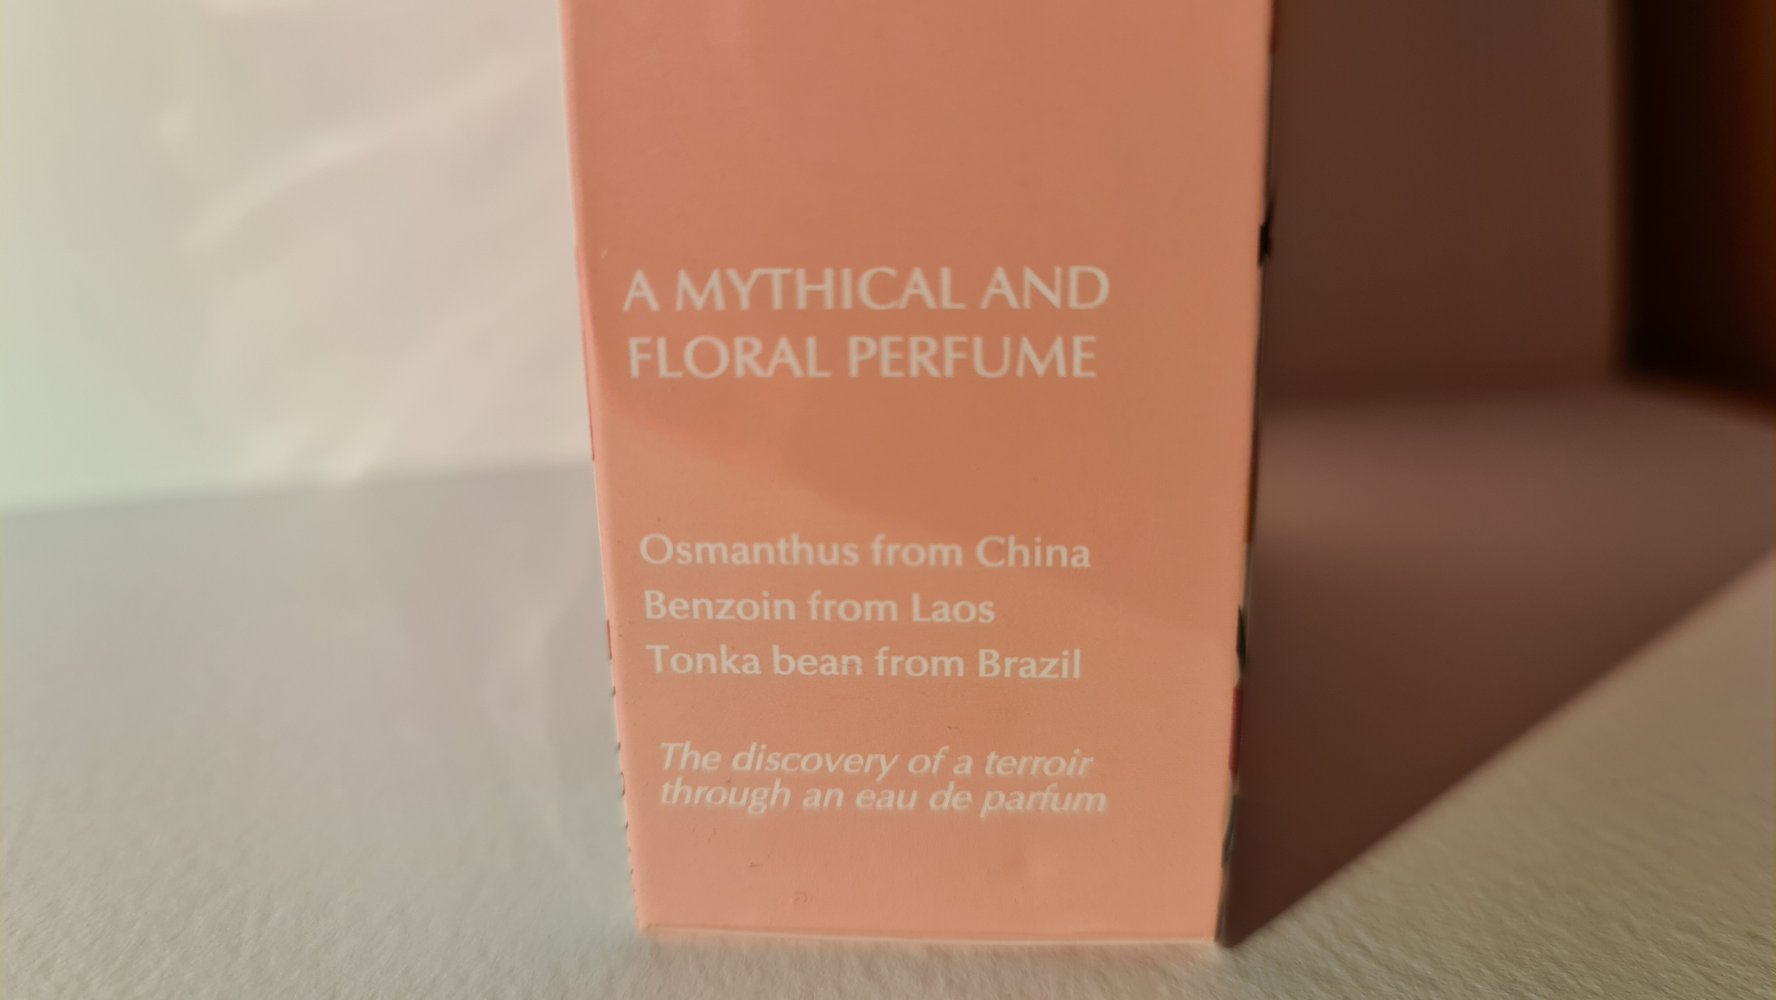 A MYTHICAL AND
FLORAL PERFUME
Osmanthus from China
Benzoin from Laos
Tonka bean from Brazil
The discovery of a terroir
through an eau de parfum